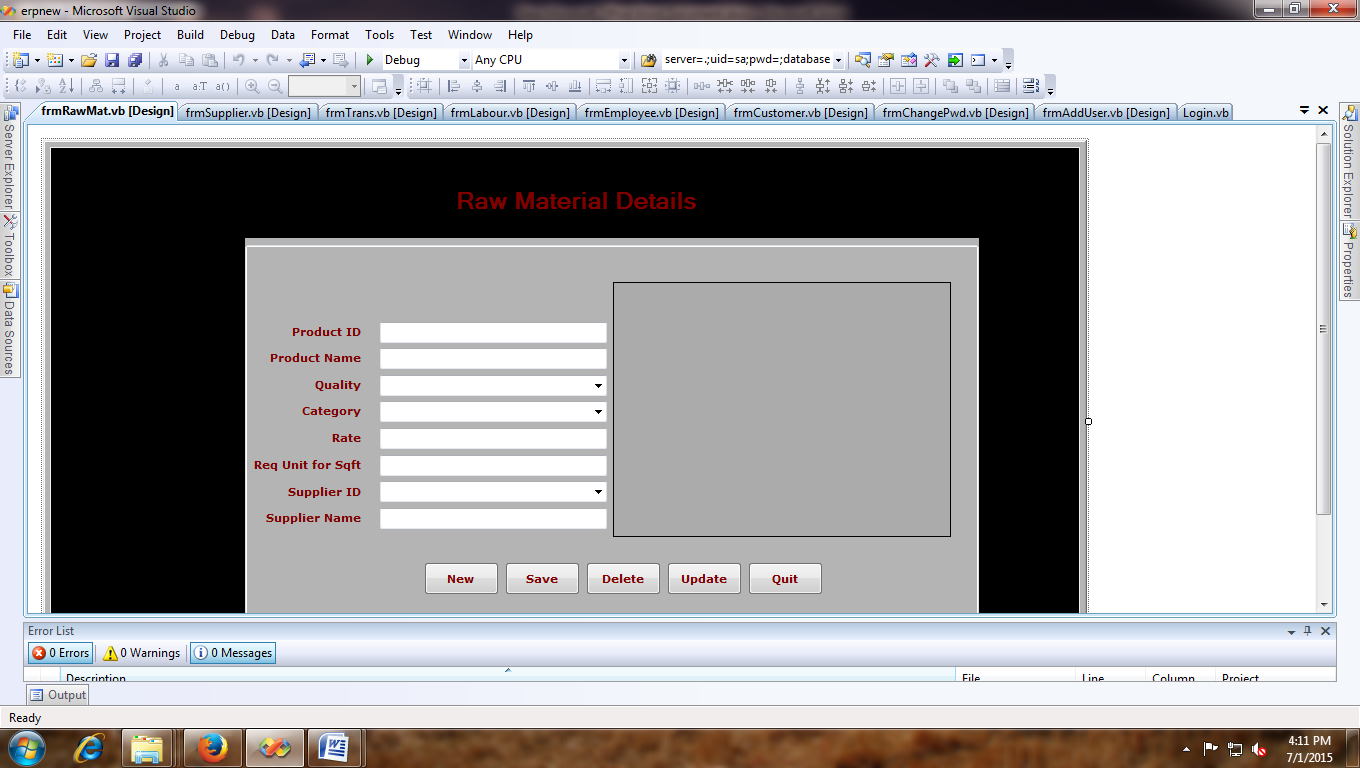 erpnew - Microsoft Visual Studio
File Edit View Project Build Debug Data Format Tools Test Window Help
Debug Any CPU server=.;uid=sa;pwd=;database
frmRawMat.vb [Design] frmSupplier.vb [Design] frmTrans.vb [Design] frmLabour.vb [Design] frmEmployee.vb [Design] frmCustomer.vb [Design] frmChangePwd.vb [Design] frmAddUser.vb [Design] Login.vb
Server Explorer
Toolbox
Data Sources
Raw Material Details
Product ID
Product Name
Quality
Category
Rate
Req Unit for Sqft
Supplier ID
Supplier Name
New Save Delete Update Quit
Solution Explorer
Properties
Error List
0 Errors 0 Warnings 0 Messages
Description File Line Column Project
Output
Ready
4:11 PM
7/1/2015